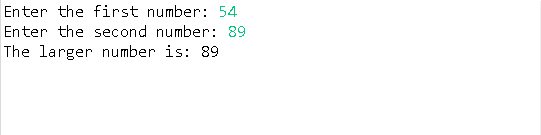 Enter the first number: 54
Enter the second number: 89
The larger number is: 89